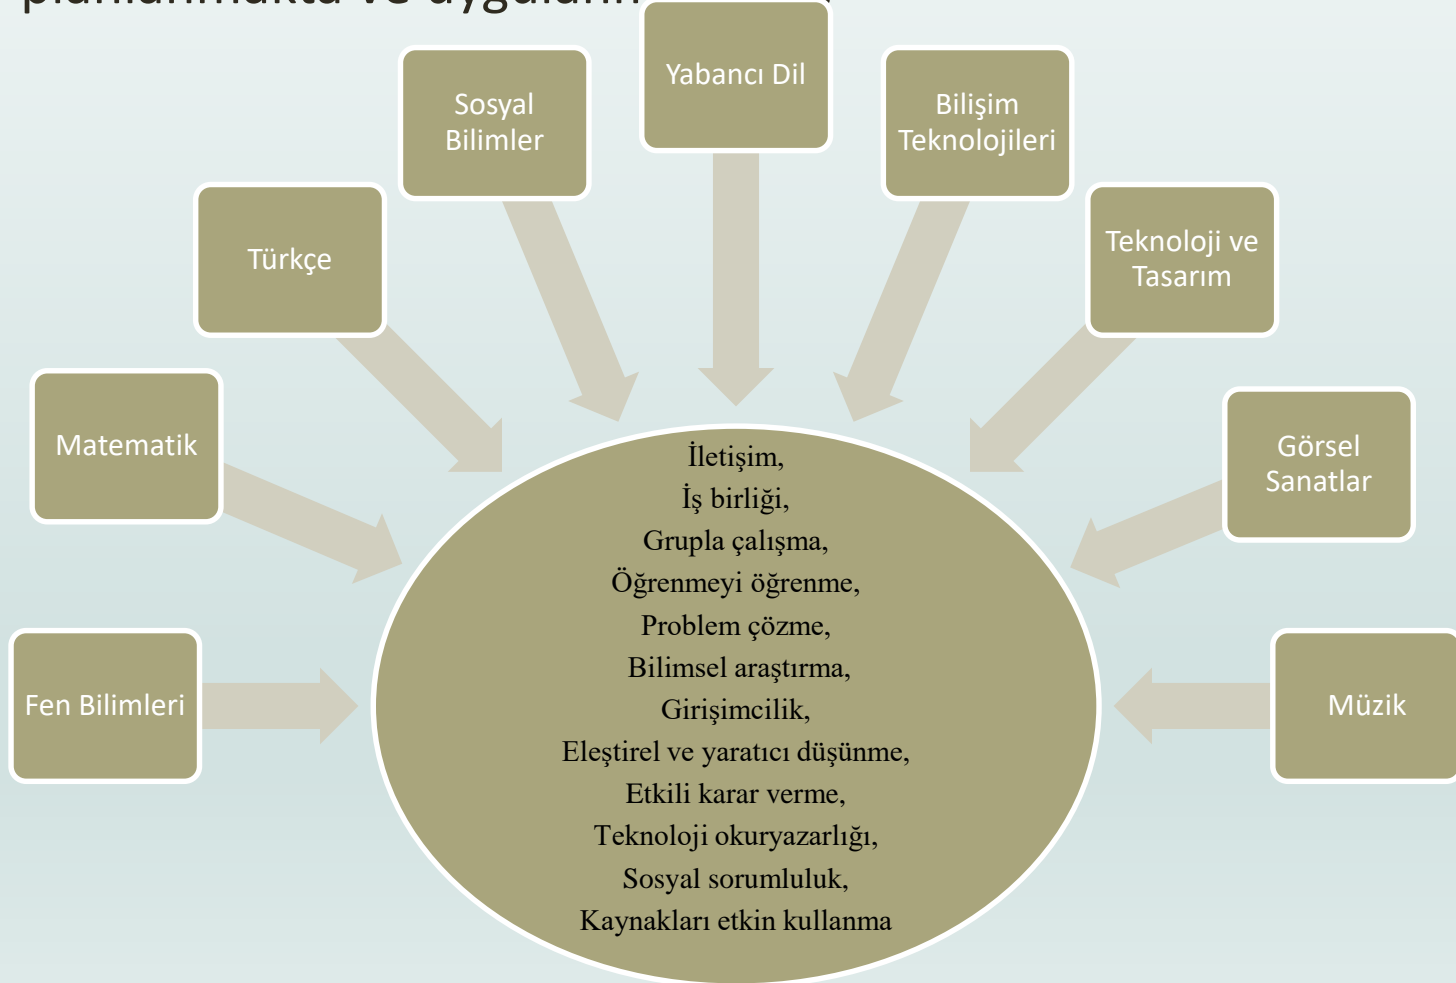 planlanmakta ve
Yabancı Dil
Sosyal
Bilimler
Bilişim
Teknolojileri
Türkçe
Teknoloji ve
Tasarım
Matematik
Görsel
Sanatlar
Fen Bilimleri
Müzik
İletişim,
İş birliği,
Grupla çalışma,
Öğrenmeyi öğrenme,
Problem çözme,
Bilimsel araştırma,
Girişimcilik,
Eleştirel ve yaratıcı düşünme,
Etkili karar verme,
Teknoloji okuryazarlığı,
Sosyal sorumluluk,
Kaynakları etkin kullanma